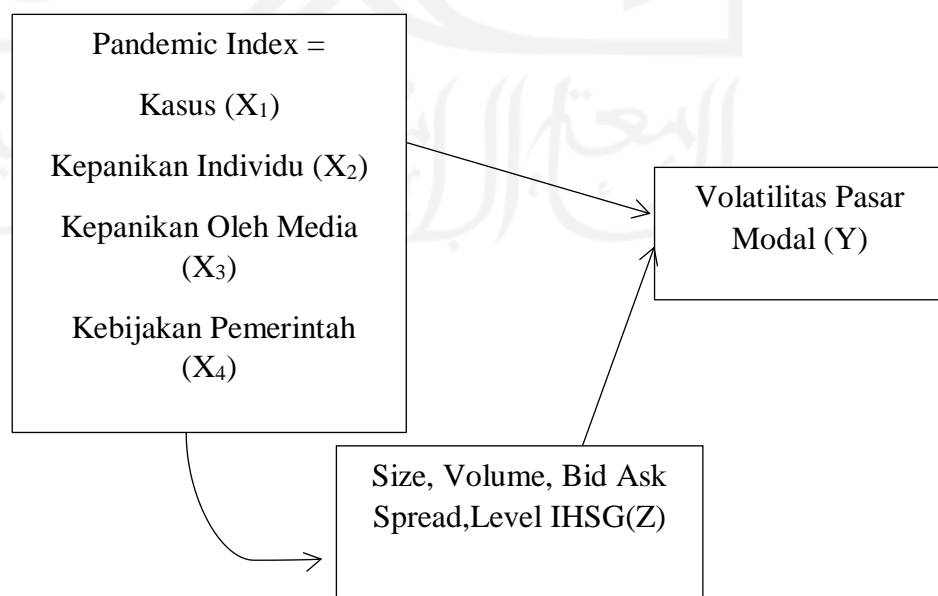 Pandemic Index =
Kasus (X₁)
Kepanikan Individu (X₂)
Kepanikan Oleh Media
(X₃)
Kebijakan Pemerintah
(X₄)
Volatilitas Pasar
Modal (Y)
Size, Volume, Bid Ask
Spread,Level IHSG(Z)